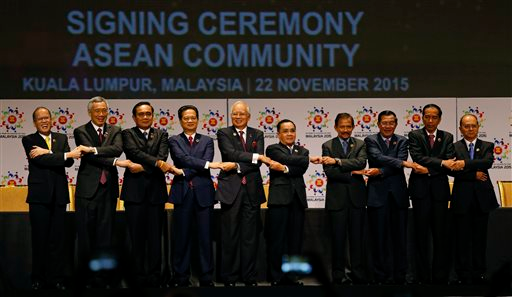 SIGNING CEREMONY
ASEAN COMMUNITY
KUALA LUMPUR, MALAYSIA | 22 NOVEMBER 2015